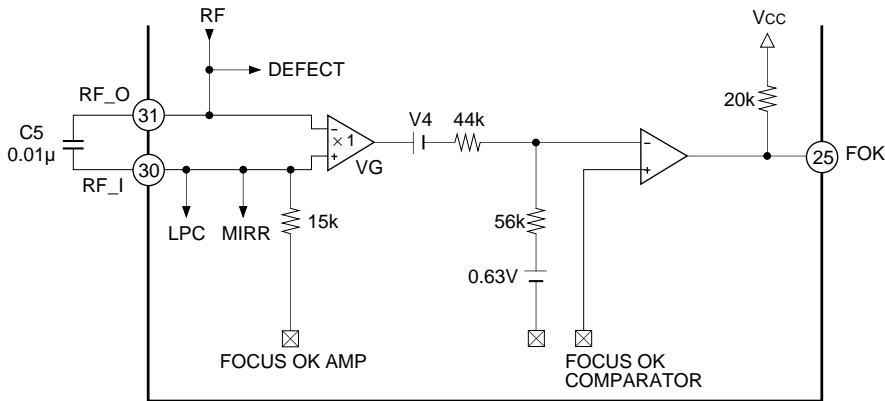 RF
VCC
DEFECT
RF_O
31
C5
0.01µ
− × 1 +
VG
V4
44k
20k
− +
25
FOK
30
RF_I
LPC
MIRR
15k
56k
0.63V
FOCUS OK AMP
FOCUS OK
COMPARATOR